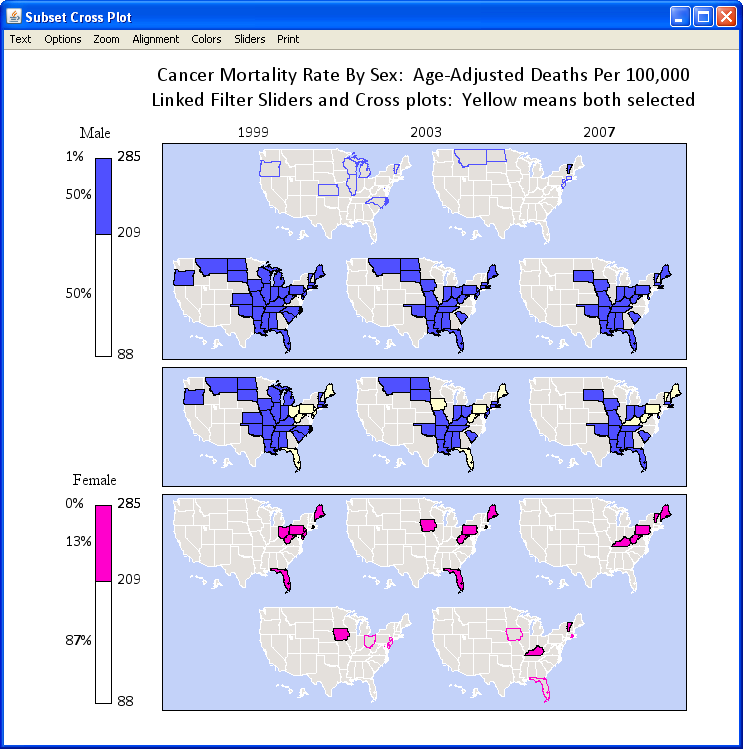 Subset Cross Plot
Text Options Zoom Alignment Colors Sliders Print
Cancer Mortality Rate By Sex: Age-Adjusted Deaths Per 100,000
Linked Filter Sliders and Cross plots: Yellow means both selected
Male
1999 2003 2007
1% 285
50%
209
50%
88
Female
0% 285
13%
209
87%
88